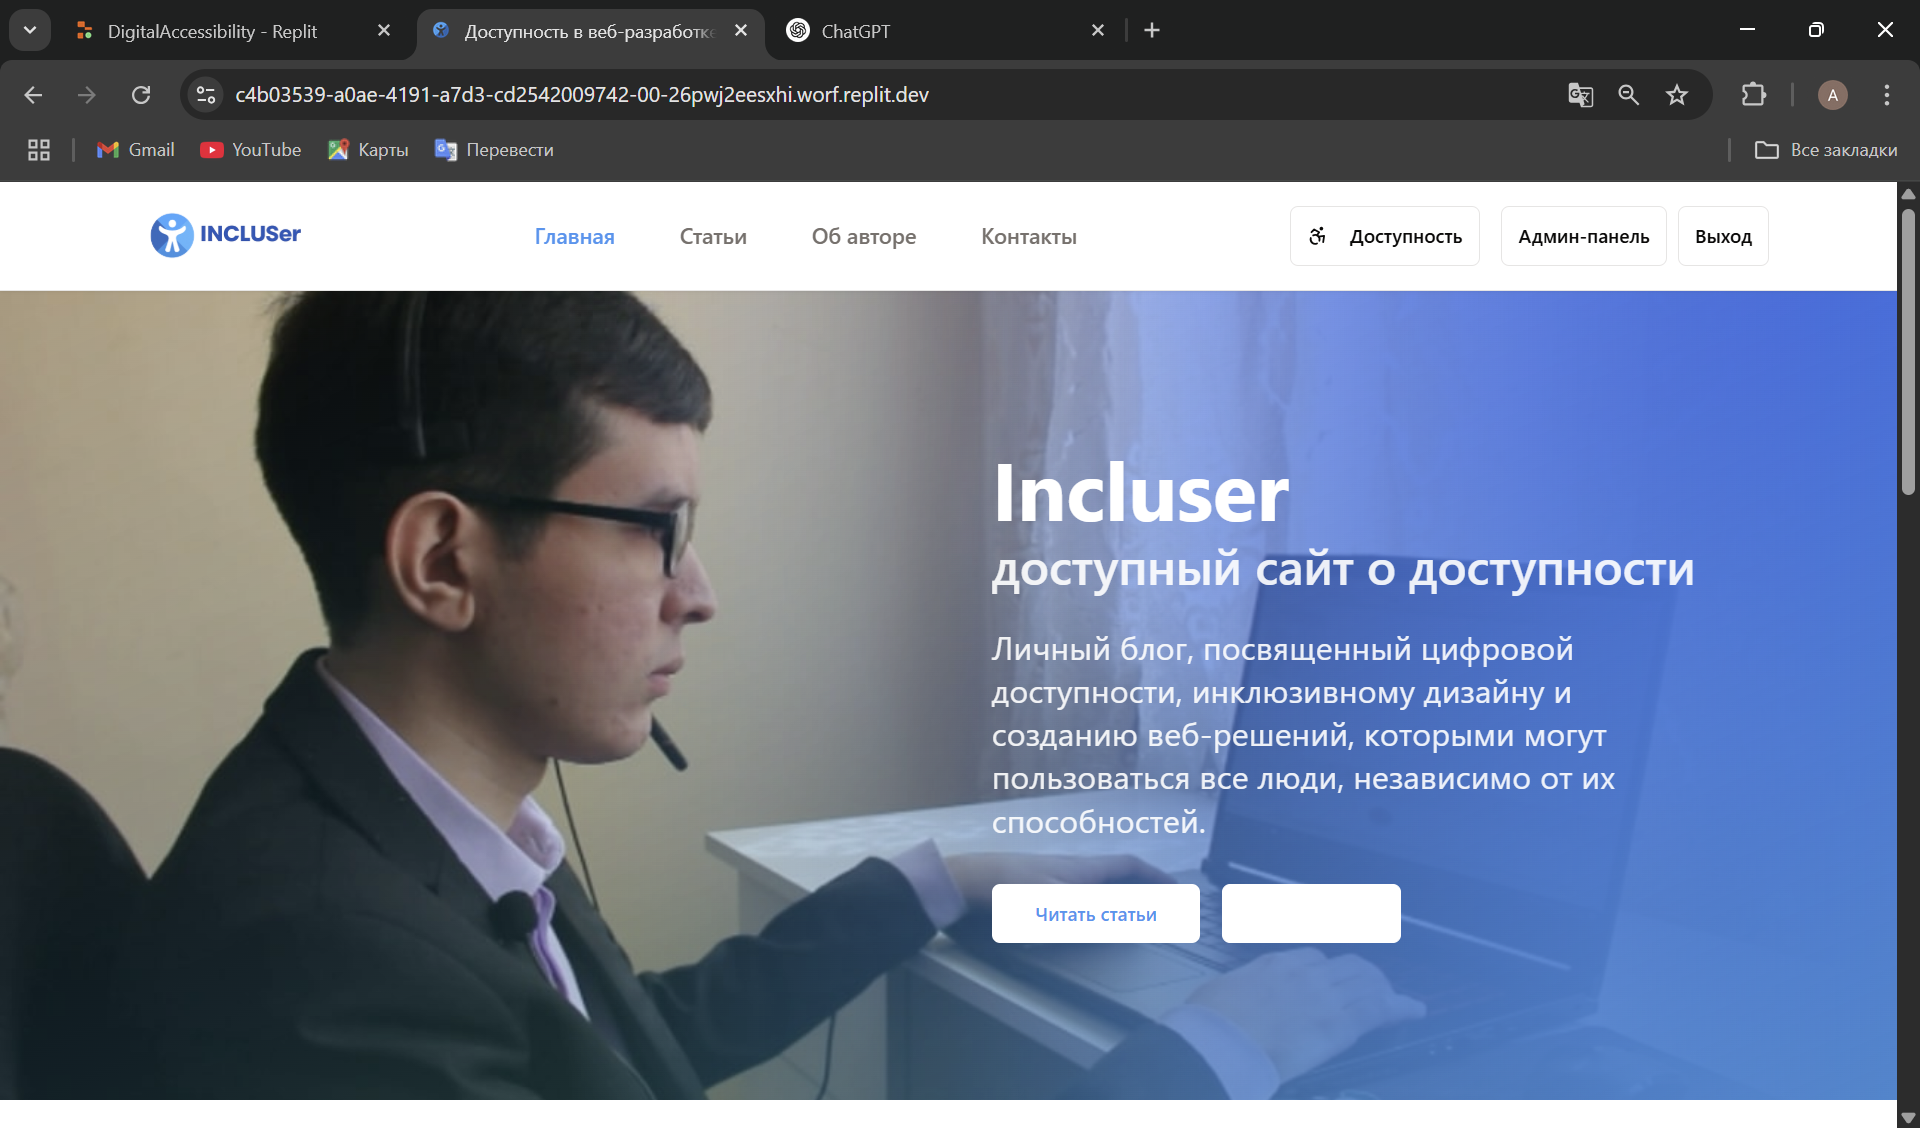 DigitalAccessibility - Replit
Доступность в веб-разработке
ChatGPT
c4b03539-a0ae-4191-a7d3-cd2542009742-00-26pwj2eesxhi.worf.replit.dev
A
Gmail
YouTube
Карты
Перевести
Все закладки
INCLUSer
Главная
Статьи
Об авторе
Контакты
Доступность
Админ-панель
Выход
Incluser
доступный сайт о доступности
Личный блог, посвященный цифровой
доступности, инклюзивному дизайну и
созданию веб-решений, которыми могут
пользоваться все люди, независимо от их
способностей.
Читать статьи